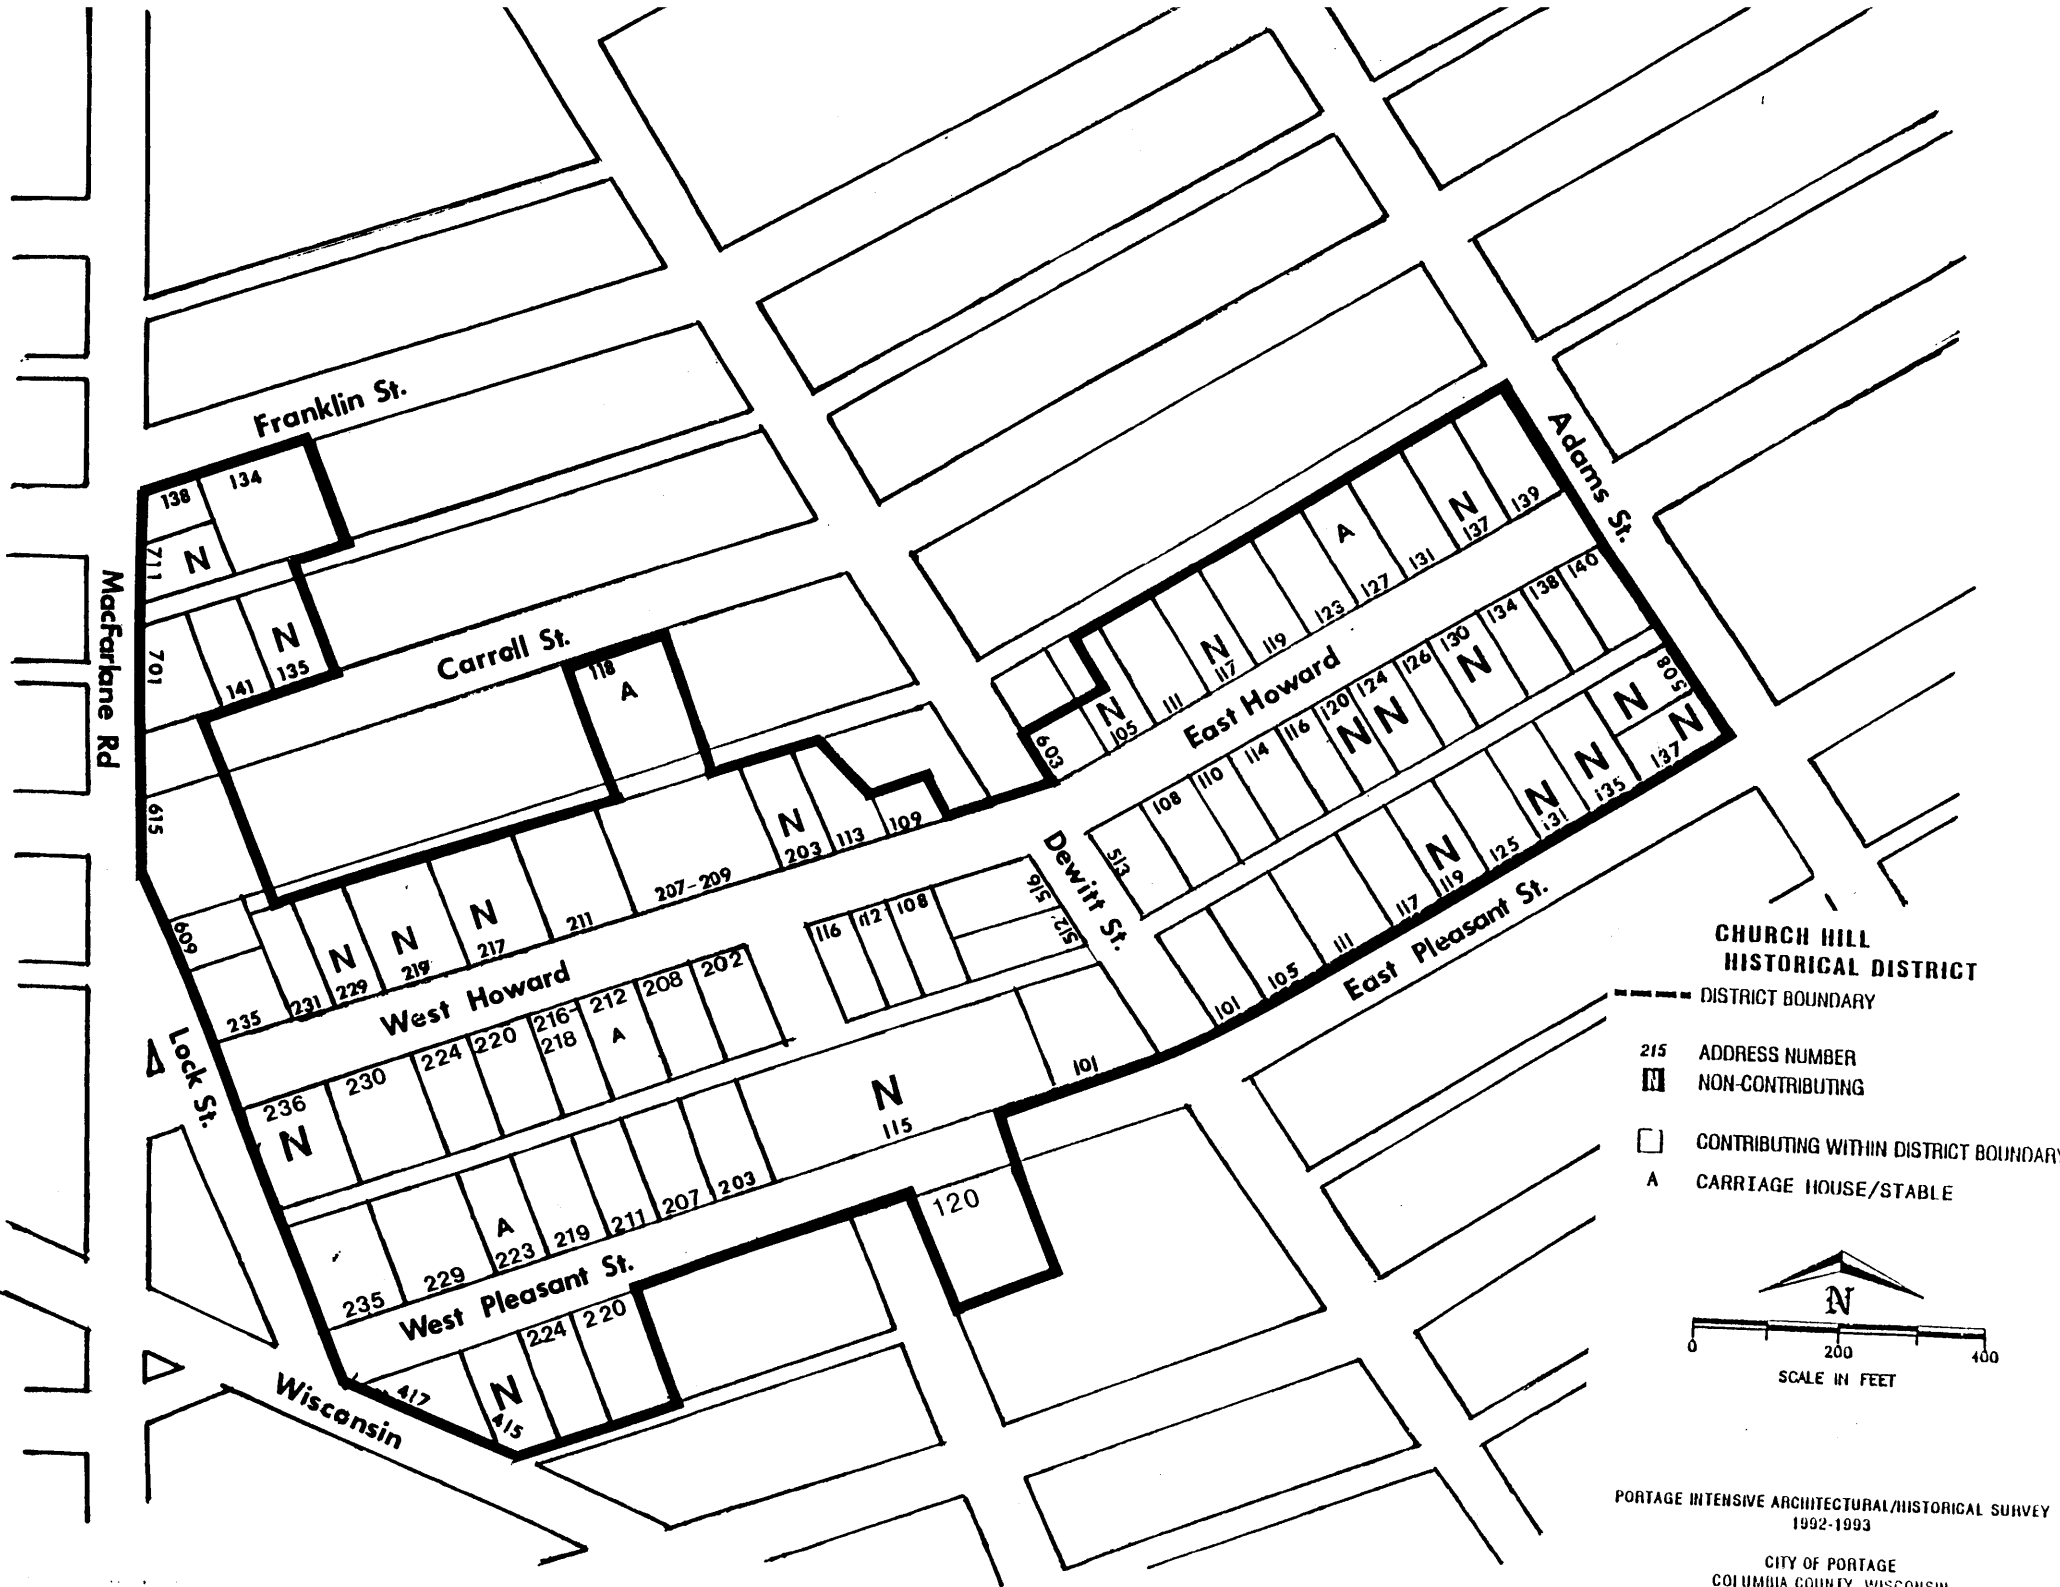 Franklin St.
138
134
711
N
MacFarlane Rd
701
141
N
135
Carroll St.
118
A
615
609
235
231
N
229
N
219
N
217
211
207-209
N
203
113
109
West Howard
236
N
230
224
220
216-
218
212
A
208
202
116
112
108
516
512
Dewitt St.
Lock St.
235
229
A
223
219
211
207
203
N
115
101
West Pleasant St.
417
N
415
224
220
120
Wisconsin
603
N
105
111
N
117
119
123
A
127
131
N
137
139
Adams St.
East Howard
513
108
110
114
116
120
N
124
N
126
130
N
134
138
140
508
N
N
137
101
105
111
117
N
119
125
N
131
N
135
East Pleasant St.
CHURCH HILL
HISTORICAL DISTRICT
DISTRICT BOUNDARY
215 ADDRESS NUMBER
N NON-CONTRIBUTING
CONTRIBUTING WITHIN DISTRICT BOUNDARY
A CARRIAGE HOUSE/STABLE
N
0 200 400
SCALE IN FEET
PORTAGE INTENSIVE ARCHITECTURAL/HISTORICAL SURVEY
1992-1993
CITY OF PORTAGE
COLUMBIA COUNTY, WISCONSIN